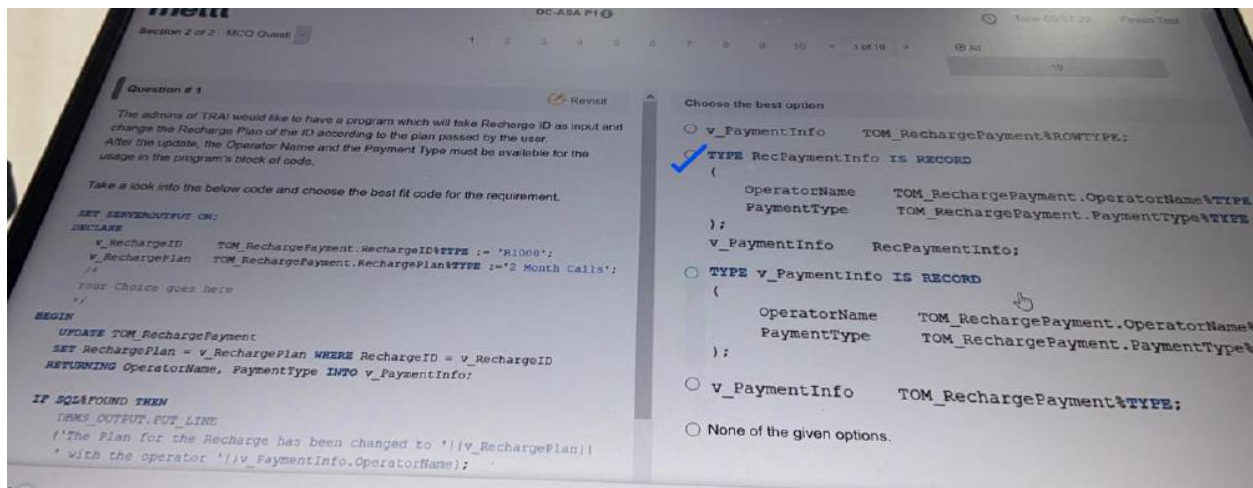 mettl
OC-ASA P1
Section 2 of 2 MCQ Questi
1 2 3 4 5 6 7 8 9 10 1 of 10
All
Question # 1
Revisit
The admins of TRAI would like to have a program which will take Recharge ID as input and
change the Recharge Plan of the ID according to the plan passed by the user.
After the update, the Operator Name and the Payment Type must be available for the
usage in the program's block of code.
Take a look into the below code and choose the best fit code for the requirement.
SET SERVEROUTPUT ON;
DECLARE
v_RechargeID TOM_RechargePayment.RechargeID%TYPE := 'R1000';
v_RechargePlan TOM_RechargePayment.RechargePlan%TYPE :='2 Month Calls';
/*
Your Choice goes here
*/
BEGIN
UPDATE TOM_RechargePayment
SET RechargePlan = v_RechargePlan WHERE RechargeID = v_RechargeID
RETURNING OperatorName, PaymentType INTO v_PaymentInfo;
IF SQL%FOUND THEN
DBMS_OUTPUT.PUT_LINE
('The Plan for the Recharge has been changed to '||v_RechargePlan||
' with the operator '||v_PaymentInfo.OperatorName);
Choose the best option
v_PaymentInfo TOM_RechargePayment%ROWTYPE;
TYPE RecPaymentInfo IS RECORD
(
OperatorName TOM_RechargePayment.OperatorName%TYPE
PaymentType TOM_RechargePayment.PaymentType%TYPE
);
v_PaymentInfo RecPaymentInfo;
TYPE v_PaymentInfo IS RECORD
(
OperatorName TOM_RechargePayment.OperatorName%
PaymentType TOM_RechargePayment.PaymentType%
);
v_PaymentInfo TOM_RechargePayment%TYPE;
None of the given options.